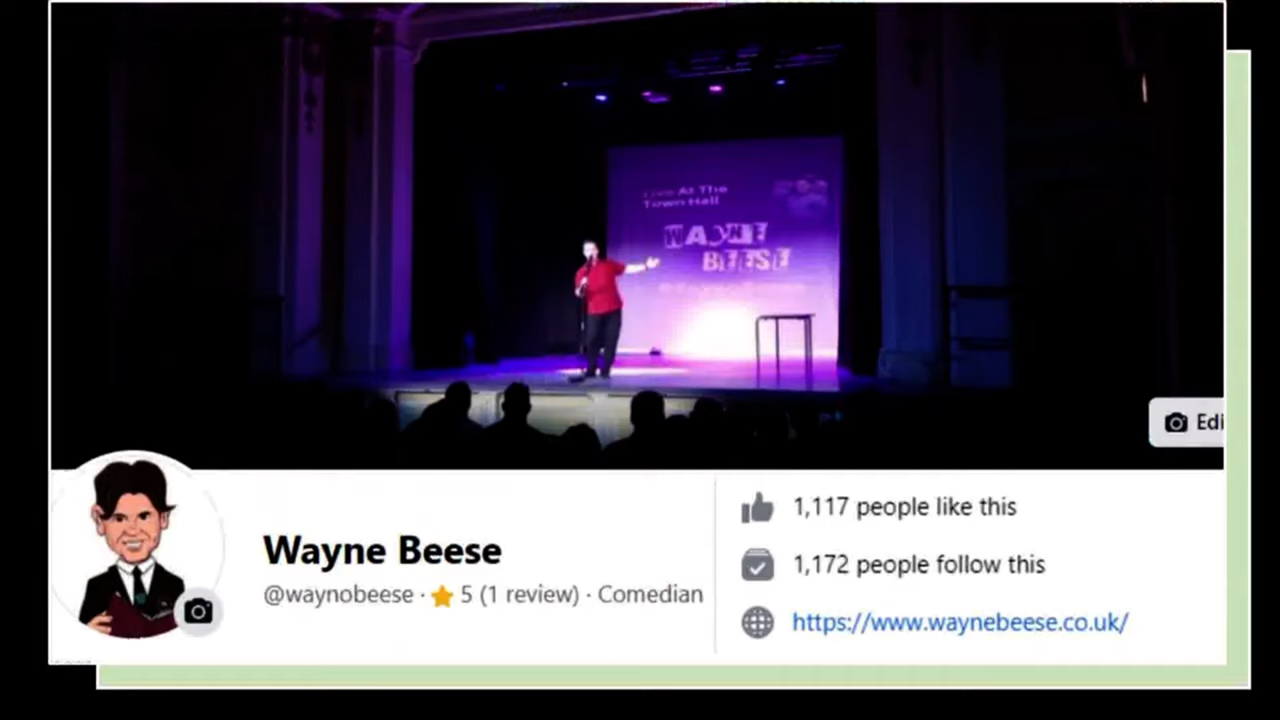 Live At The
Town Hall
WAYNE
BEESE
Edi
Wayne Beese
@waynobeese · 5 (1 review) · Comedian
1,117 people like this
1,172 people follow this
https://www.waynebeese.co.uk/